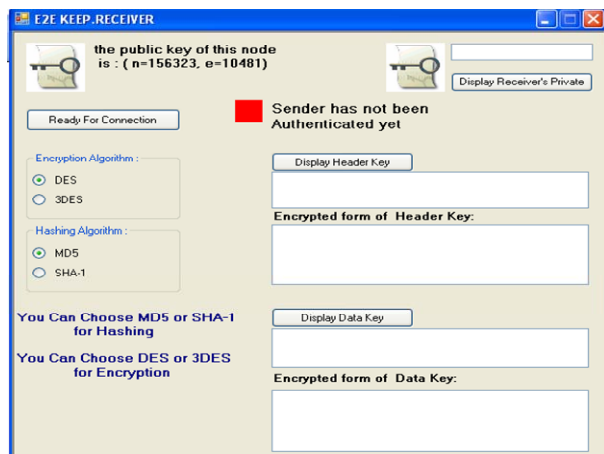 E2E KEEP.RECEIVER
the public key of this node
is : ( n=156323, e=10481)
Display Receiver's Private
Ready For Connection
Sender has not been
Authenticated yet
Encryption Algorithm :
DES
3DES
Display Header Key
Encrypted form of Header Key:
Hashing Algorithm :
MD5
SHA-1
You Can Choose MD5 or SHA-1
for Hashing
You Can Choose DES or 3DES
for Encryption
Display Data Key
Encrypted form of Data Key: